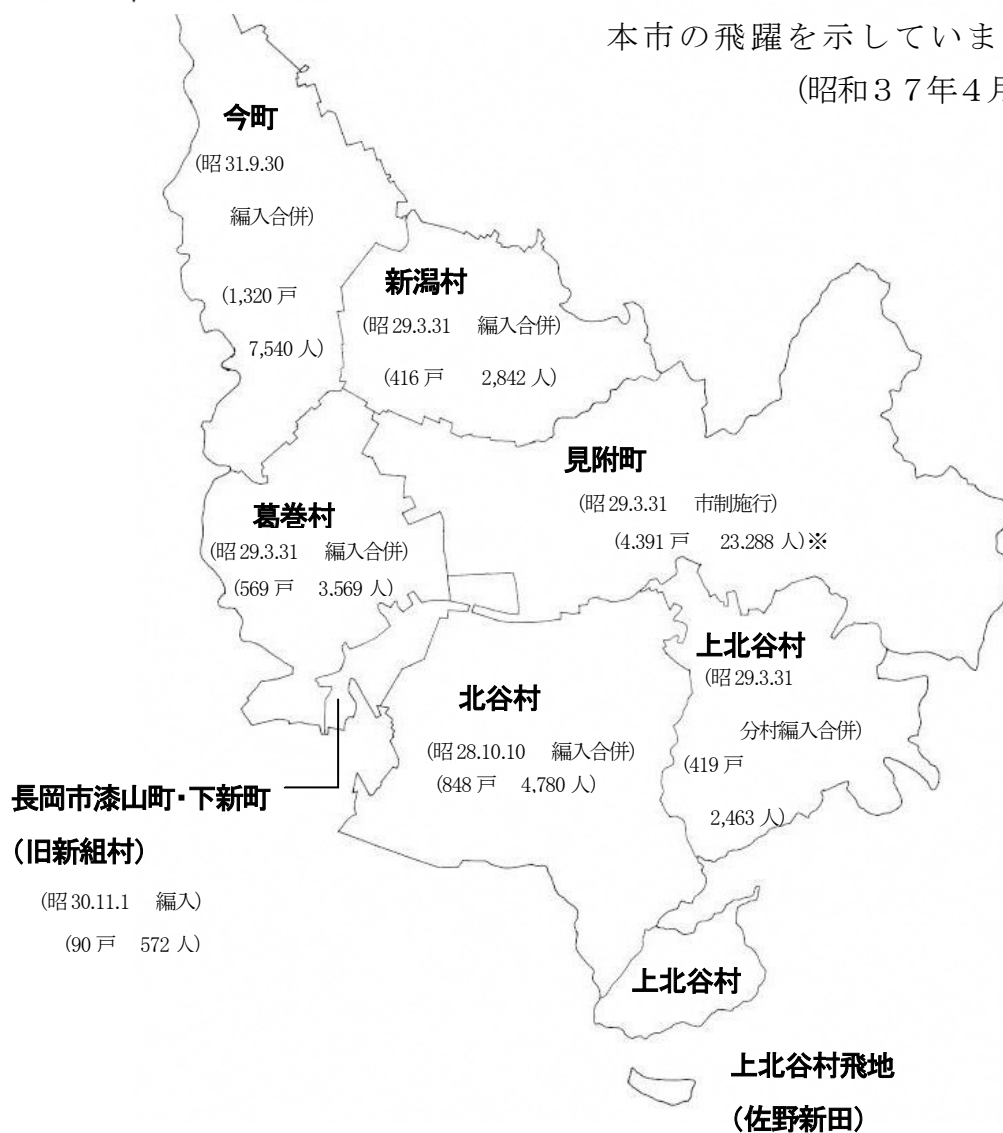 本市の飛躍を示していま
(昭和３７年４月
今町
(昭 31.9.30
編入合併)
(1,320 戸
7,540 人)
新潟村
(昭 29.3.31　編入合併)
(416 戸　2,842 人)
見附町
(昭 29.3.31　市制施行)
(4.391 戸　23.288 人)※
葛巻村
(昭 29.3.31　編入合併)
(569 戸　3.569 人)
上北谷村
(昭 29.3.31
分村編入合併)
(419 戸
2,463 人)
北谷村
(昭 28.10.10　編入合併)
(848 戸　4,780 人)
長岡市漆山町・下新町
（旧新組村）
(昭 30.11.1　編入)
(90 戸　572 人)
上北谷村
上北谷村飛地
（佐野新田）